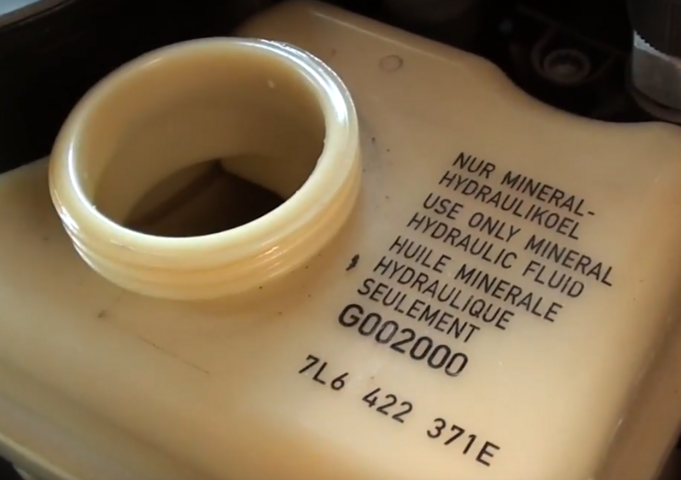 NUR MINERAL-
HYDRAULIKOEL
USE ONLY MINERAL
HYDRAULIC FLUID
HUILE MINERALE
HYDRAULIQUE
SEULEMENT
G002000
7L6 422 371E